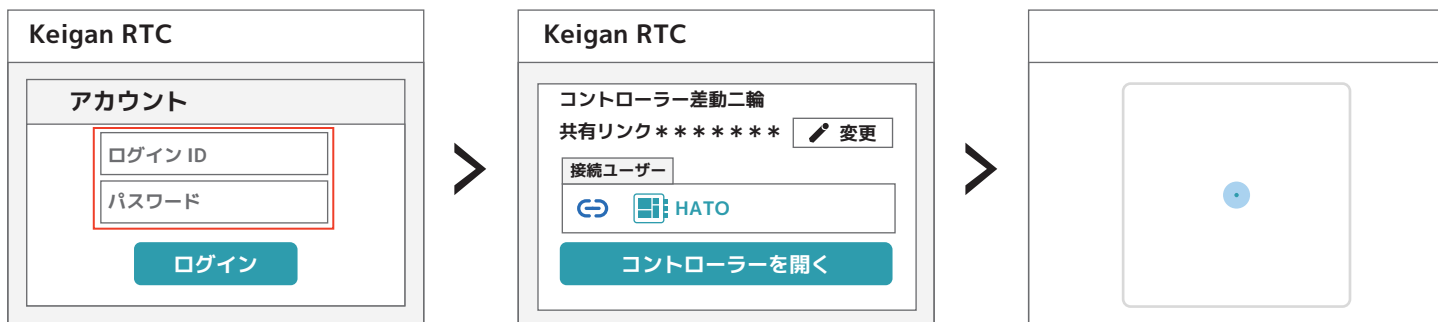 Keigan RTC
アカウント
ログイン ID
パスワード
ログイン
Keigan RTC
コントローラー差動二輪
共有リンク＊＊＊＊＊＊＊ 変更
接続ユーザー
HATO
コントローラーを開く